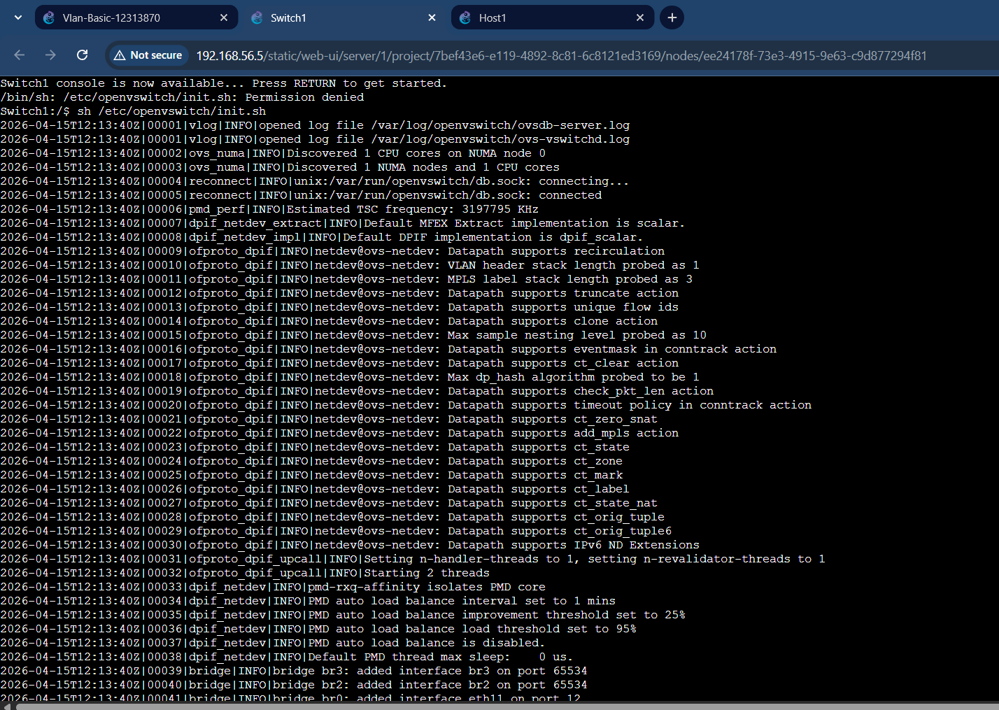 Vlan-Basic-12313870
Switch1
Host1
Not secure
192.168.56.5/static/web-ui/server/1/project/7bef43e6-e119-4892-8c81-6c8121ed3169/nodes/ee24178f-73e3-4915-9e63-c9d877294f81
Switch1 console is now available... Press RETURN to get started.
/bin/sh: /etc/openvswitch/init.sh: Permission denied
Switch1:/$ sh /etc/openvswitch/init.sh
2026-04-15T12:13:40Z|00001|vlog|INFO|opened log file /var/log/openvswitch/ovsdb-server.log
2026-04-15T12:13:40Z|00001|vlog|INFO|opened log file /var/log/openvswitch/ovs-vswitchd.log
2026-04-15T12:13:40Z|00002|ovs_numa|INFO|Discovered 1 CPU cores on NUMA node 0
2026-04-15T12:13:40Z|00003|ovs_numa|INFO|Discovered 1 NUMA nodes and 1 CPU cores
2026-04-15T12:13:40Z|00004|reconnect|INFO|unix:/var/run/openvswitch/db.sock: connecting...
2026-04-15T12:13:40Z|00005|reconnect|INFO|unix:/var/run/openvswitch/db.sock: connected
2026-04-15T12:13:40Z|00006|pmd_perf|INFO|Estimated TSC frequency: 3197795 KHz
2026-04-15T12:13:40Z|00007|dpif_netdev_extract|INFO|Default MFEX Extract implementation is scalar.
2026-04-15T12:13:40Z|00008|dpif_netdev_impl|INFO|Default DPIF implementation is dpif_scalar.
2026-04-15T12:13:40Z|00009|ofproto_dpif|INFO|netdev@ovs-netdev: Datapath supports recirculation
2026-04-15T12:13:40Z|00010|ofproto_dpif|INFO|netdev@ovs-netdev: VLAN header stack length probed as 1
2026-04-15T12:13:40Z|00011|ofproto_dpif|INFO|netdev@ovs-netdev: MPLS label stack length probed as 3
2026-04-15T12:13:40Z|00012|ofproto_dpif|INFO|netdev@ovs-netdev: Datapath supports truncate action
2026-04-15T12:13:40Z|00013|ofproto_dpif|INFO|netdev@ovs-netdev: Datapath supports unique flow ids
2026-04-15T12:13:40Z|00014|ofproto_dpif|INFO|netdev@ovs-netdev: Datapath supports clone action
2026-04-15T12:13:40Z|00015|ofproto_dpif|INFO|netdev@ovs-netdev: Max sample nesting level probed as 10
2026-04-15T12:13:40Z|00016|ofproto_dpif|INFO|netdev@ovs-netdev: Datapath supports eventmask in conntrack action
2026-04-15T12:13:40Z|00017|ofproto_dpif|INFO|netdev@ovs-netdev: Datapath supports ct_clear action
2026-04-15T12:13:40Z|00018|ofproto_dpif|INFO|netdev@ovs-netdev: Max dp_hash algorithm probed to be 1
2026-04-15T12:13:40Z|00019|ofproto_dpif|INFO|netdev@ovs-netdev: Datapath supports check_pkt_len action
2026-04-15T12:13:40Z|00020|ofproto_dpif|INFO|netdev@ovs-netdev: Datapath supports timeout policy in conntrack action
2026-04-15T12:13:40Z|00021|ofproto_dpif|INFO|netdev@ovs-netdev: Datapath supports ct_zero_snat
2026-04-15T12:13:40Z|00022|ofproto_dpif|INFO|netdev@ovs-netdev: Datapath supports add_mpls action
2026-04-15T12:13:40Z|00023|ofproto_dpif|INFO|netdev@ovs-netdev: Datapath supports ct_state
2026-04-15T12:13:40Z|00024|ofproto_dpif|INFO|netdev@ovs-netdev: Datapath supports ct_zone
2026-04-15T12:13:40Z|00025|ofproto_dpif|INFO|netdev@ovs-netdev: Datapath supports ct_mark
2026-04-15T12:13:40Z|00026|ofproto_dpif|INFO|netdev@ovs-netdev: Datapath supports ct_label
2026-04-15T12:13:40Z|00027|ofproto_dpif|INFO|netdev@ovs-netdev: Datapath supports ct_state_nat
2026-04-15T12:13:40Z|00028|ofproto_dpif|INFO|netdev@ovs-netdev: Datapath supports ct_orig_tuple
2026-04-15T12:13:40Z|00029|ofproto_dpif|INFO|netdev@ovs-netdev: Datapath supports ct_orig_tuple6
2026-04-15T12:13:40Z|00030|ofproto_dpif|INFO|netdev@ovs-netdev: Datapath supports IPv6 ND Extensions
2026-04-15T12:13:40Z|00031|ofproto_dpif_upcall|INFO|Setting n-handler-threads to 1, setting n-revalidator-threads to 1
2026-04-15T12:13:40Z|00032|ofproto_dpif_upcall|INFO|Starting 2 threads
2026-04-15T12:13:40Z|00033|dpif_netdev|INFO|pmd-rxq-affinity isolates PMD core
2026-04-15T12:13:40Z|00034|dpif_netdev|INFO|PMD auto load balance interval set to 1 mins
2026-04-15T12:13:40Z|00035|dpif_netdev|INFO|PMD auto load balance improvement threshold set to 25%
2026-04-15T12:13:40Z|00036|dpif_netdev|INFO|PMD auto load balance load threshold set to 95%
2026-04-15T12:13:40Z|00037|dpif_netdev|INFO|PMD auto load balance is disabled.
2026-04-15T12:13:40Z|00038|dpif_netdev|INFO|Default PMD thread max sleep:    0 us.
2026-04-15T12:13:40Z|00039|bridge|INFO|bridge br3: added interface br3 on port 65534
2026-04-15T12:13:40Z|00040|bridge|INFO|bridge br2: added interface br2 on port 65534
2026-04-15T12:13:40Z|00041|bridge|INFO|bridge br0: added interface eth11 on port 12